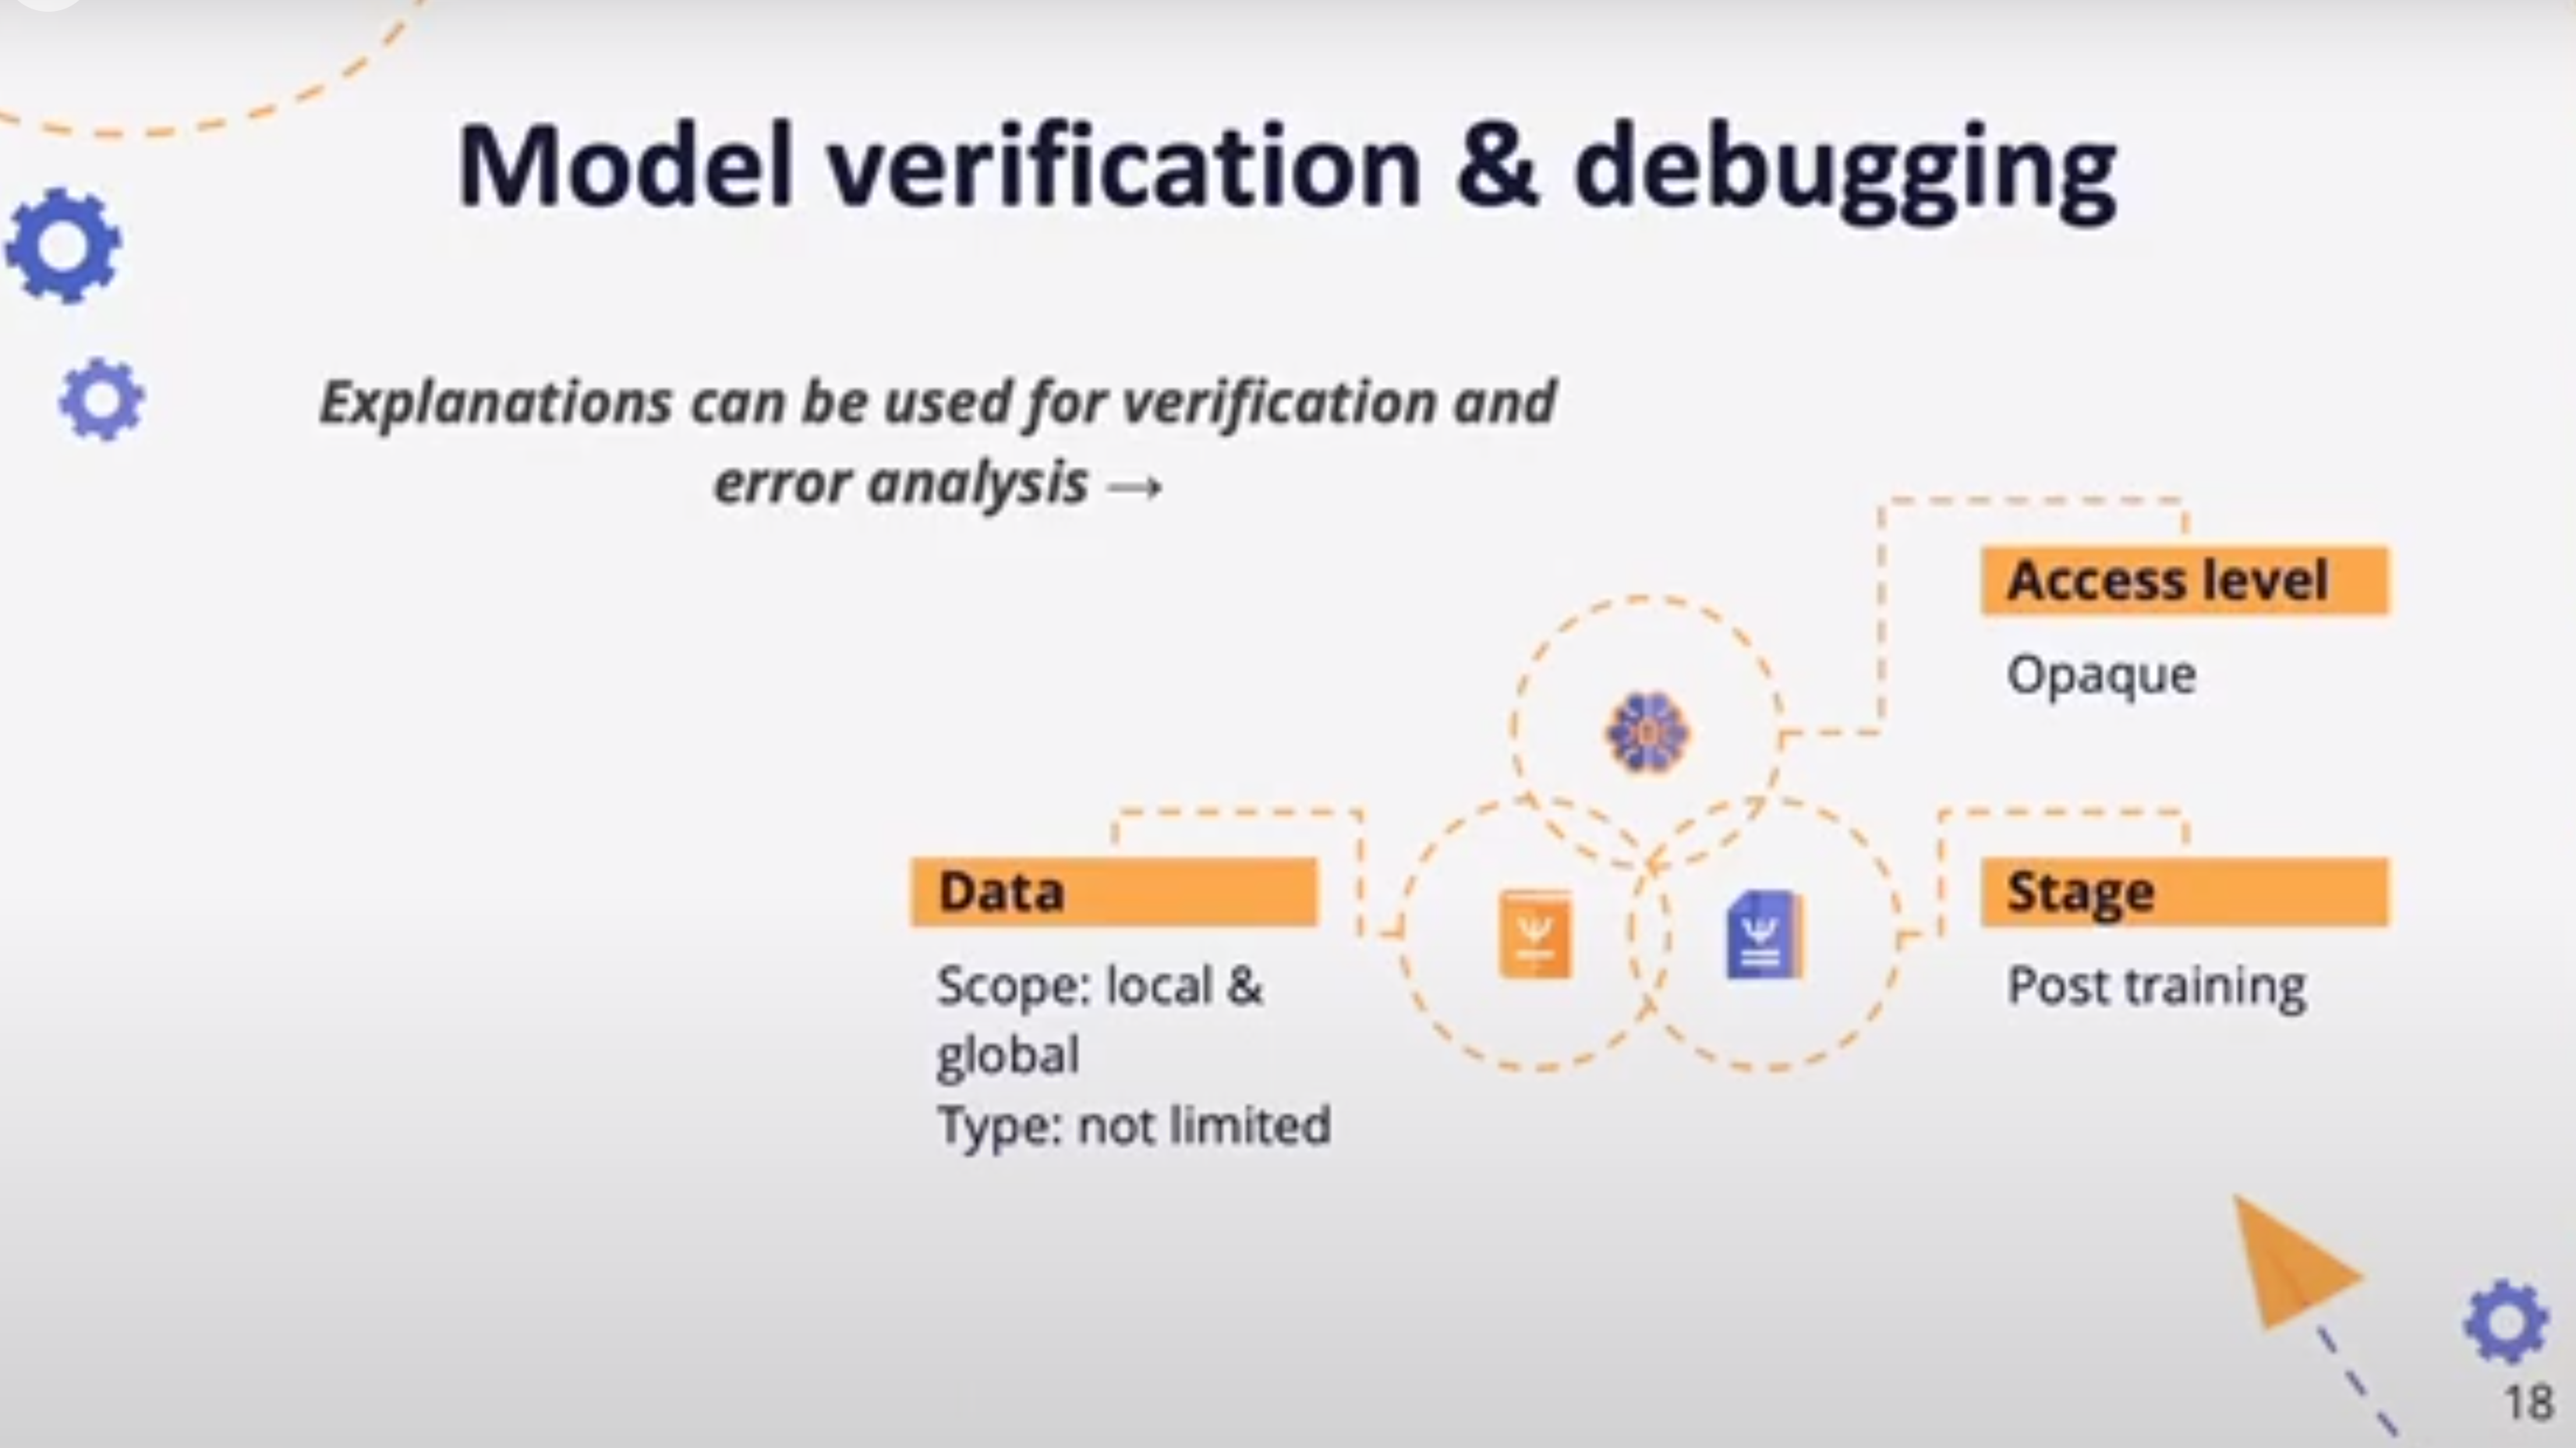 Model verification & debugging
Explanations can be used for verification and
error analysis →
Access level
Opaque
Data
Scope: local &
global
Type: not limited
Stage
Post training
18